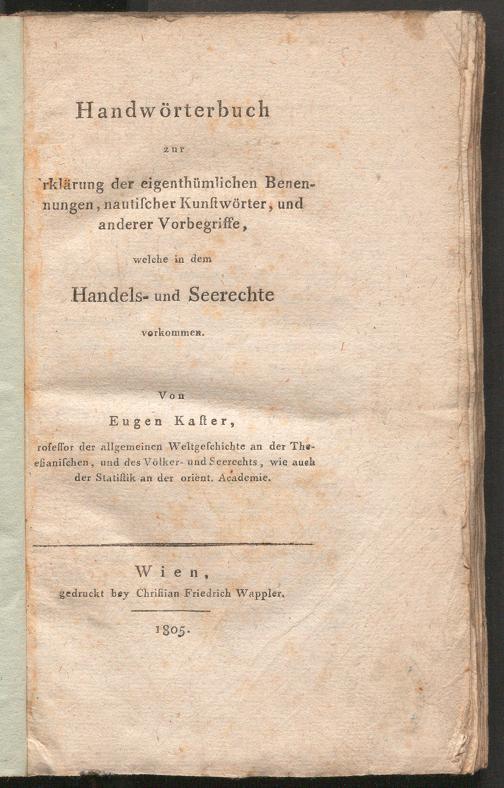 Handwörterbuch
zur
rklärung der eigenthümlichen Benen-
nungen, nautiſcher Kunſtwörter, und
anderer Vorbegriffe,
welche in dem
Handels- und Seerechte
vorkommen.
Von
Eugen Kaſter,
rofeſſor der allgemeinen Weltgeſchichte an der The-
eſianiſchen, und des Völker- und Seerechts, wie auch
der Statiſtik an der orient. Academie.
Wien,
gedruckt bey Chriſtian Friedrich Wappler.
1805.